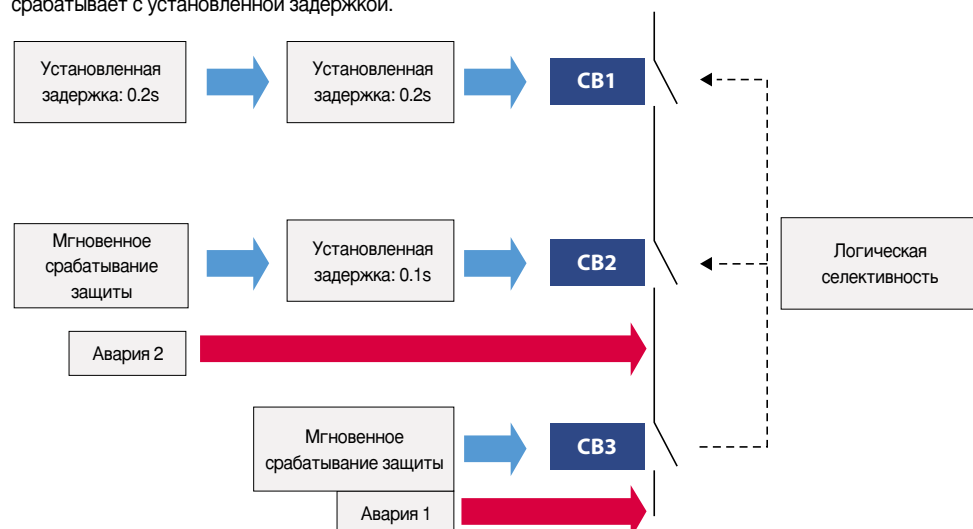 срабатывает с установленной задержкой.
Установленная
задержка: 0.2s
Установленная
задержка: 0.2s
CB1
Мгновенное
срабатывание
защиты
Установленная
задержка: 0.1s
CB2
Логическая
селективность
Авария 2
Мгновенное
срабатывание защиты
CB3
Авария 1